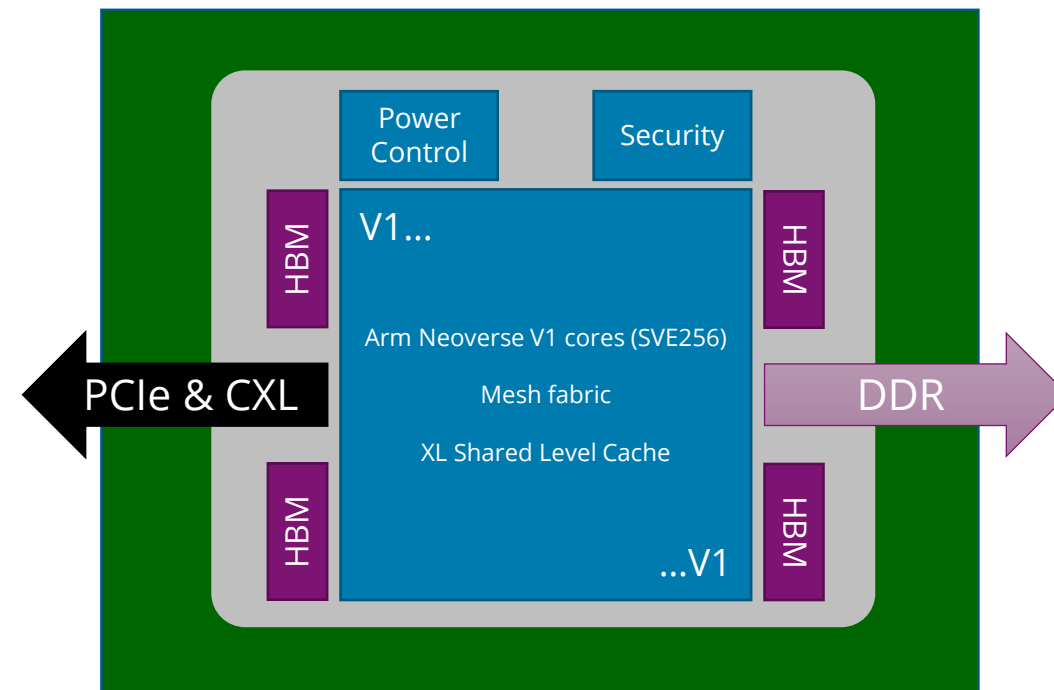 Power
Control
Security
HBM
HBM
V1...
Arm Neoverse V1 cores (SVE256)
PCIe & CXL
Mesh fabric
DDR
XL Shared Level Cache
HBM
HBM
...V1